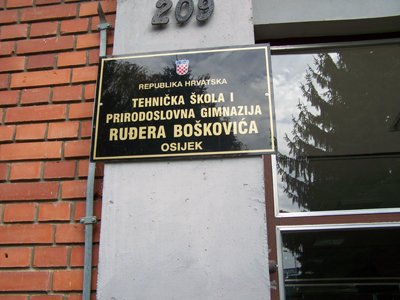 209
REPUBLIKA HRVATSKA
TEHNIČKA ŠKOLA I
PRIRODOSLOVNA GIMNAZIJA
RUĐERA BOŠKOVIĆA
OSIJEK